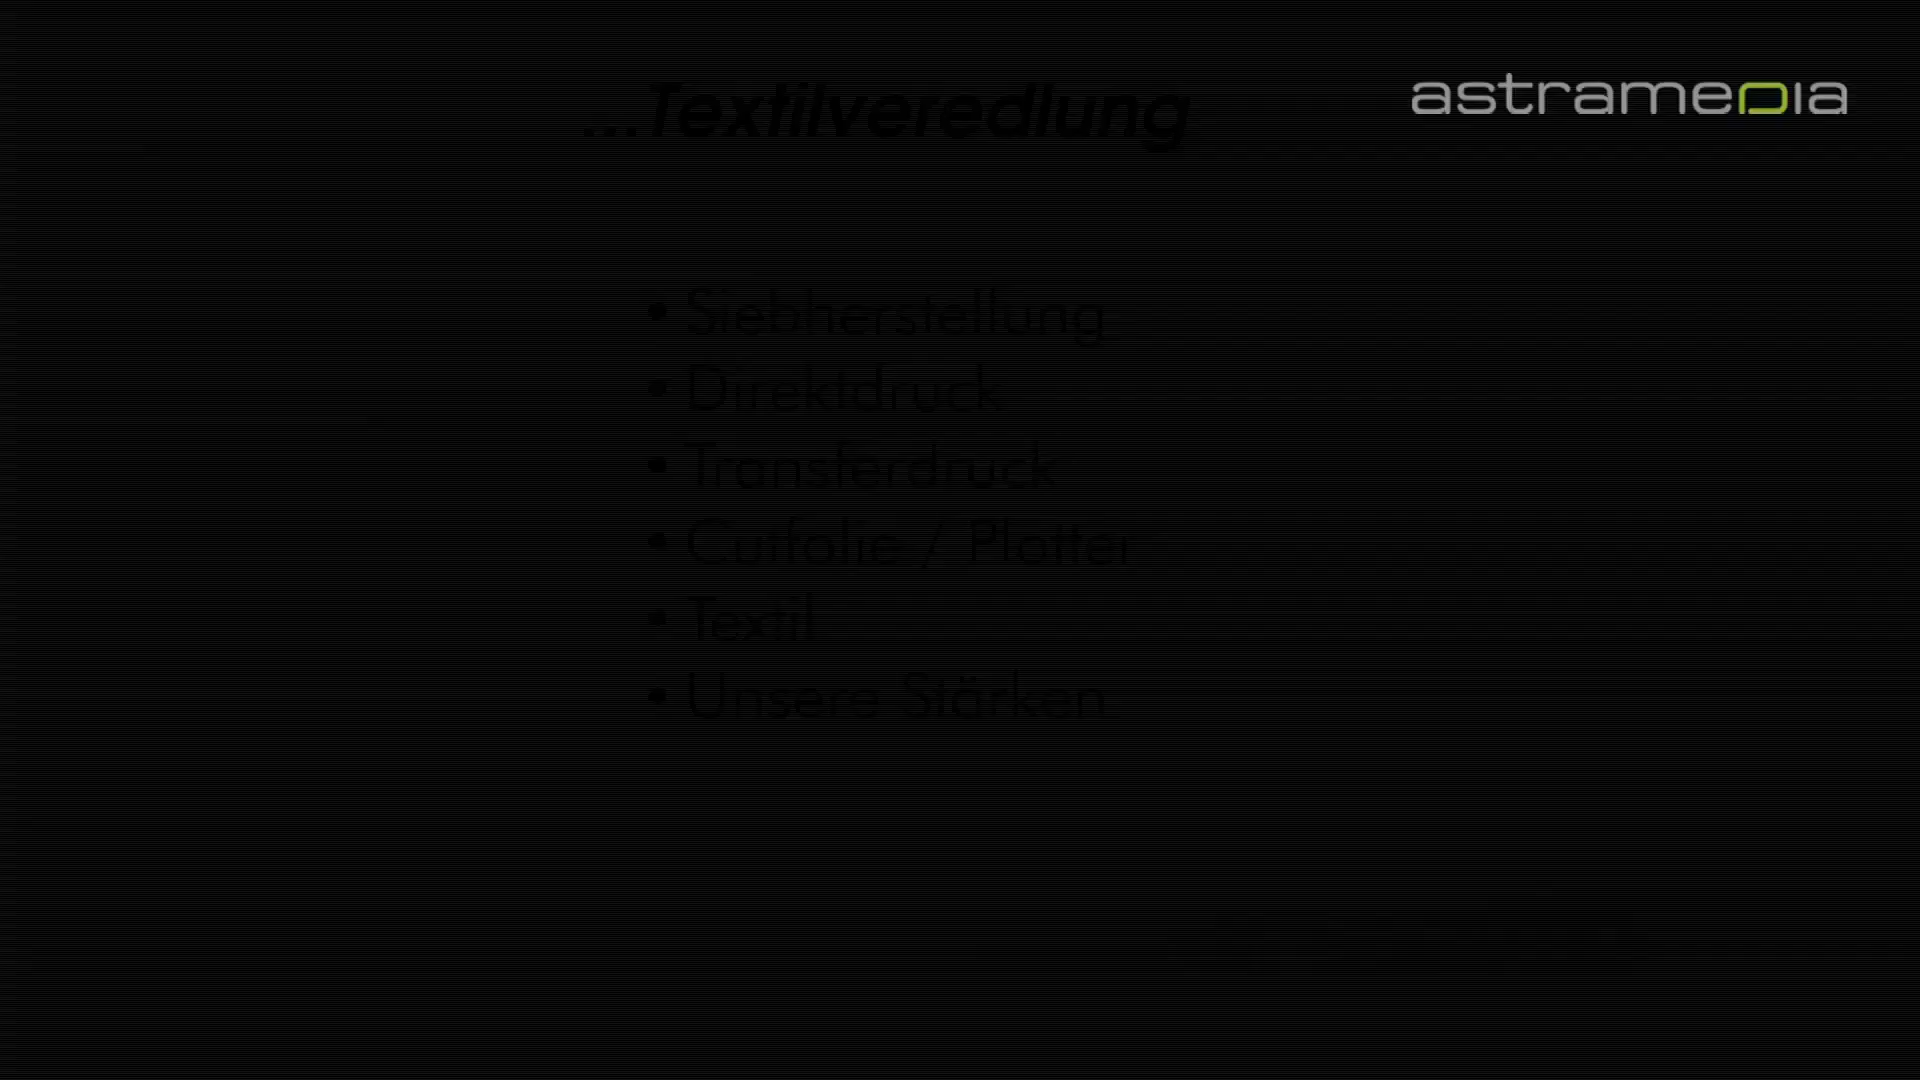 ...Textilveredlung
astramedia
• Siebherstellung
• Direktdruck
• Transferdruck
• Cutfolie / Plotter
• Textil
• Unsere Stärken